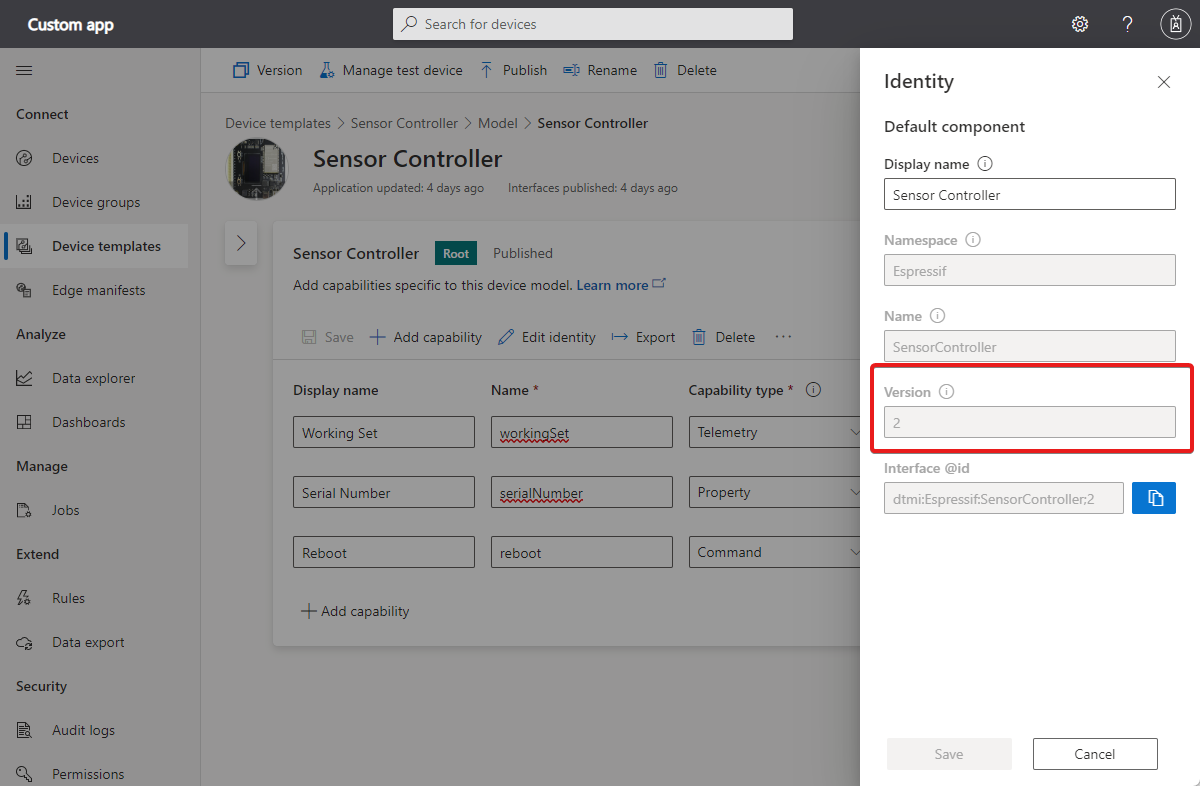 Custom app
Search for devices
?
Connect
Devices
Device groups
Device templates
Edge manifests
Analyze
Data explorer
Dashboards
Manage
Jobs
Extend
Rules
Data export
Security
Audit logs
Permissions
Version Manage test device Publish Rename Delete
Device templates > Sensor Controller > Model > Sensor Controller
Sensor Controller
Application updated: 4 days ago Interfaces published: 4 days ago
Sensor Controller Root Published
Add capabilities specific to this device model. Learn more
Save Add capability Edit identity Export Delete ...
Display name Name * Capability type *
Working Set workingSet Telemetry
Serial Number serialNumber Property
Reboot reboot Command
Add capability
Identity
Default component
Display name
Sensor Controller
Namespace
Espressif
Name
SensorController
Version
2
Interface @id
dtmi:Espressif:SensorController;2
Save Cancel